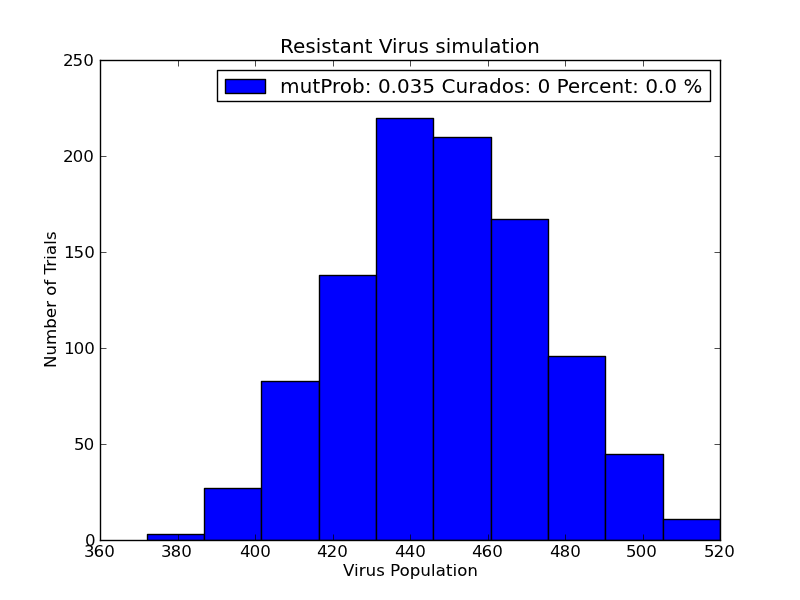 Resistant Virus simulation
mutProb: 0.035 Curados: 0 Percent: 0.0 %
250
200
150
100
50
0
Number of Trials
360 380 400 420 440 460 480 500 520
Virus Population